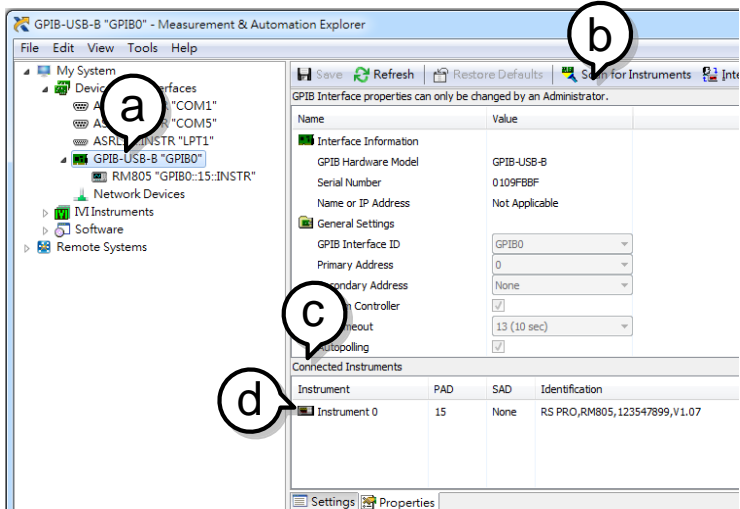 GPIB-USB-B "GPIB0" - Measurement & Automation Explorer
File Edit View Tools Help
My System
"COM1"
"COM5"
INSTR "LPT1"
GPIB-USB-B "GPIB0"
RM805 "GPIB0::15::INSTR"
Network Devices
IVI Instruments
Software
Remote Systems
a
b
Save Refresh Restore Defaults for Instruments
GPIB Interface properties can only be changed by an Administrator.
Name Value
Interface Information
GPIB Hardware Model GPIB-USB-B
Serial Number 0109FBBF
Name or IP Address Not Applicable
General Settings
GPIB Interface ID GPIB0
Primary Address 0
Address None
Controller
13 (10 sec)
Autopolling
c
Connected Instruments
Instrument PAD SAD Identification
d
Instrument 0 15 None RS PRO,RM805,123547899,V1.07
Settings Properties